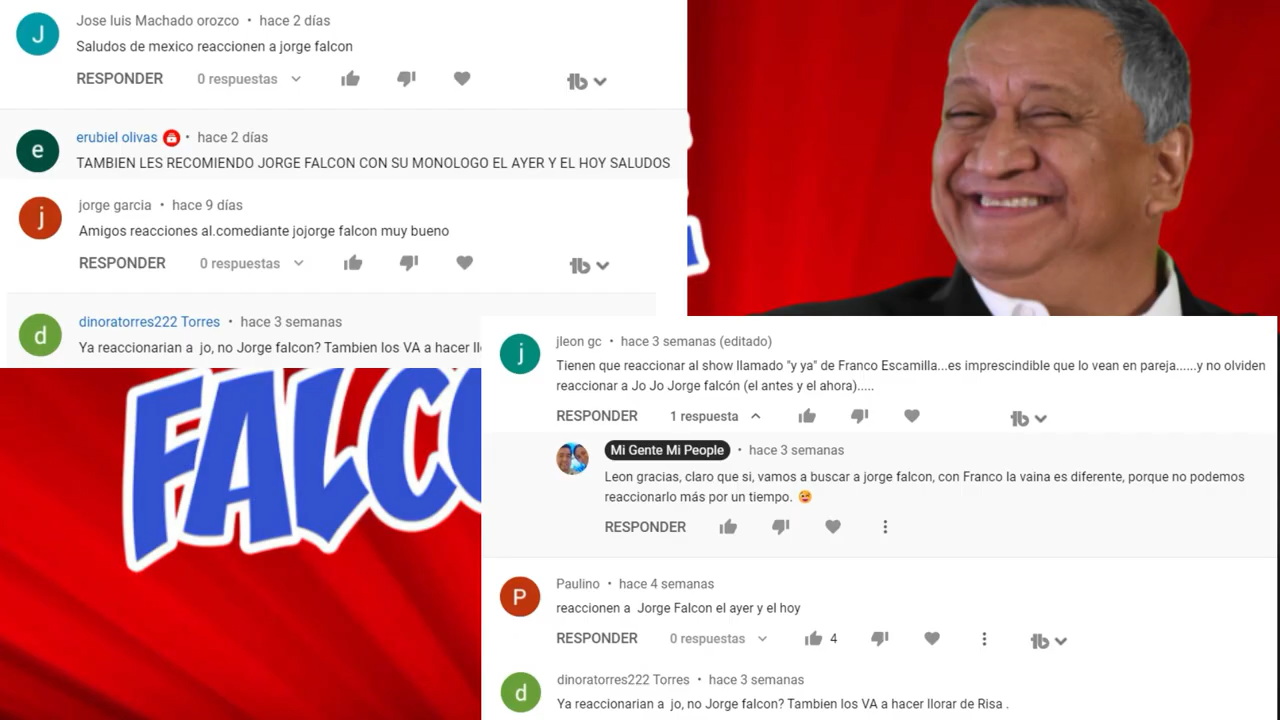 Jose luis Machado orozco • hace 2 días
Saludos de mexico reaccionen a jorge falcon
RESPONDER 0 respuestas
erubiel olivas • hace 2 días
TAMBIEN LES RECOMIENDO JORGE FALCON CON SU MONOLOGO EL AYER Y EL HOY SALUDOS
jorge garcia • hace 9 días
Amigos reacciones al.comediante jojorge falcon muy bueno
RESPONDER 0 respuestas
dinoratorres222 Torres • hace 3 semanas
Ya reaccionarian a jo, no Jorge falcon? Tambien los VA a hacer ll
FALCO
jleon gc • hace 3 semanas (editado)
Tienen que reaccionar al show llamado "y ya" de Franco Escamilla...es imprescindible que lo vean en pareja......y no olviden
reaccionar a Jo Jo Jorge falcón (el antes y el ahora).....
RESPONDER 1 respuesta
Mi Gente Mi People • hace 3 semanas
Leon gracias, claro que si, vamos a buscar a jorge falcon, con Franco la vaina es diferente, porque no podemos
reaccionarlo más por un tiempo.
RESPONDER
Paulino • hace 4 semanas
reaccionen a Jorge Falcon el ayer y el hoy
RESPONDER 0 respuestas 4
dinoratorres222 Torres • hace 3 semanas
Ya reaccionarian a jo, no Jorge falcon? Tambien los VA a hacer llorar de Risa .